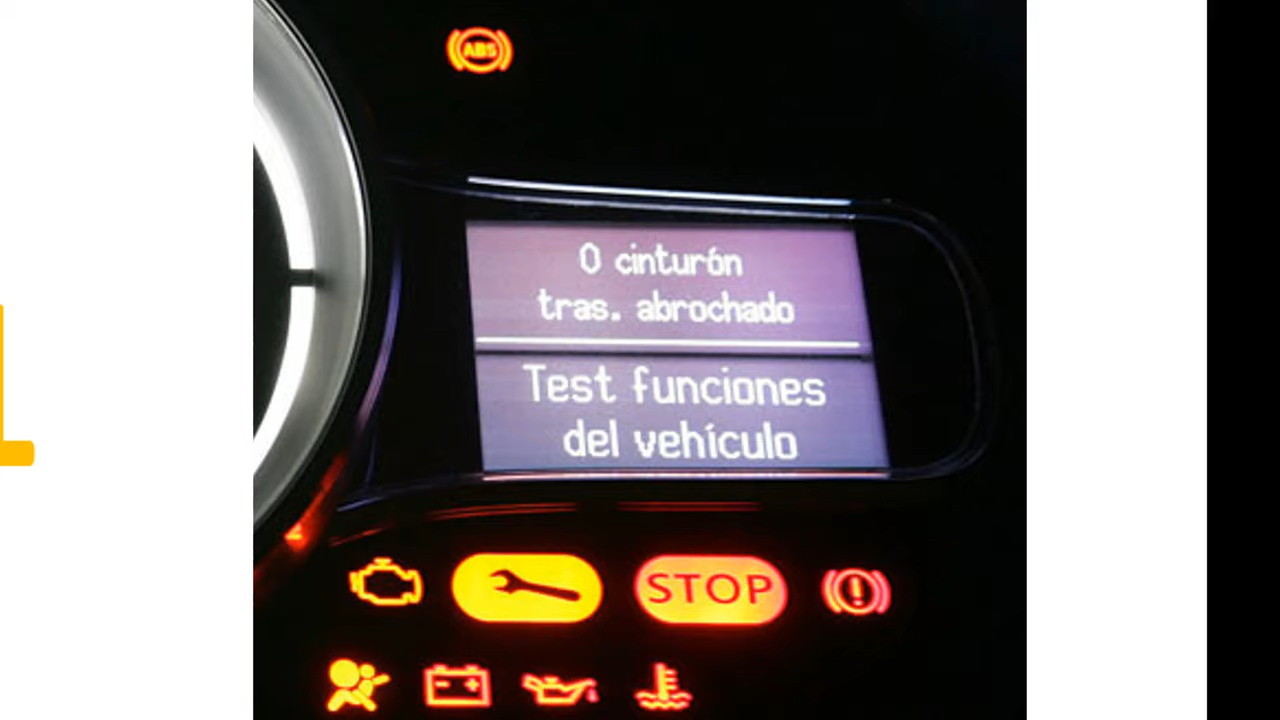 ABS
0 cinturón
tras. abrochado
Test funciones
del vehículo
STOP